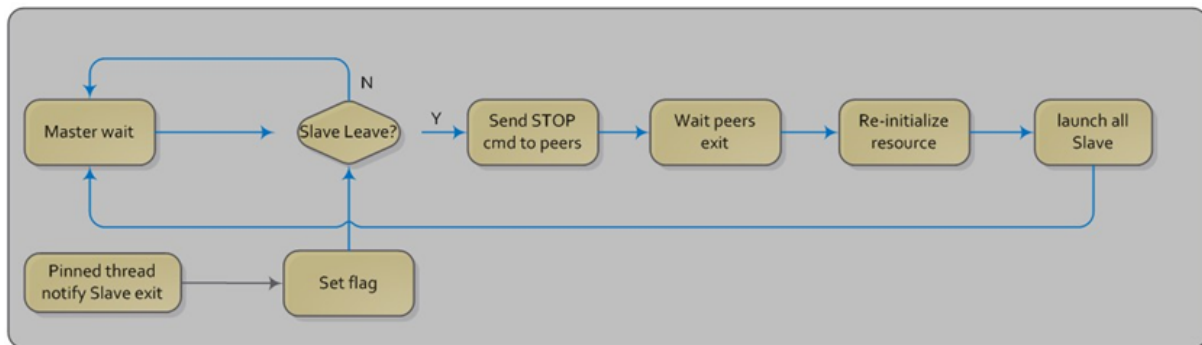 N
Master wait
Slave Leave?
Y
Send STOP
cmd to peers
Wait peers
exit
Re-initialize
resource
launch all
Slave
Pinned thread
notify Slave exit
Set flag